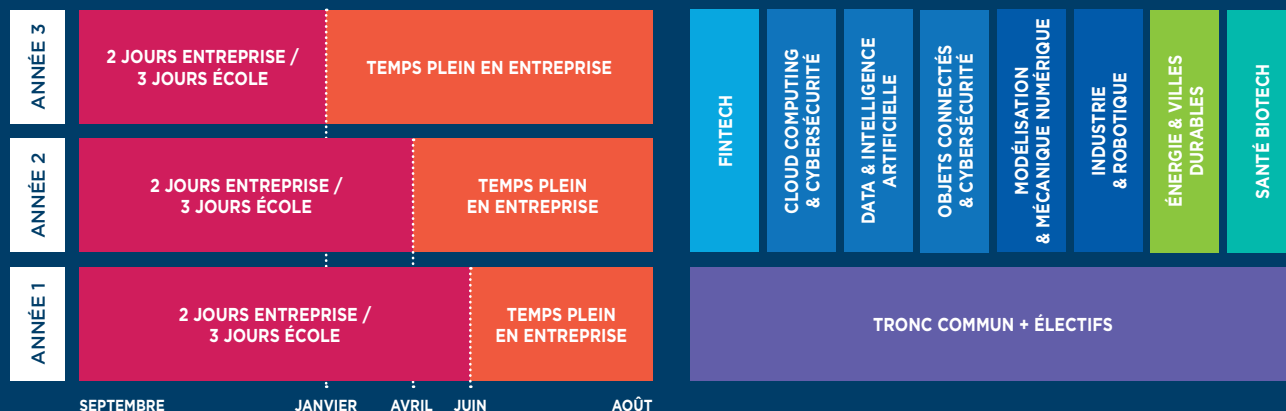 ANNÉE 3
2 JOURS ENTREPRISE /
3 JOURS ÉCOLE
TEMPS PLEIN EN ENTREPRISE
ANNÉE 2
2 JOURS ENTREPRISE /
3 JOURS ÉCOLE
TEMPS PLEIN
EN ENTREPRISE
ANNÉE 1
2 JOURS ENTREPRISE /
3 JOURS ÉCOLE
TEMPS PLEIN
EN ENTREPRISE
SEPTEMBRE
JANVIER
AVRIL
JUIN
AOÛT
FINTECH
CLOUD COMPUTING
& CYBERSÉCURITÉ
DATA & INTELLIGENCE
ARTIFICIELLE
OBJETS CONNECTÉS
& CYBERSÉCURITÉ
MODÉLISATION
& MÉCANIQUE NUMÉRIQUE
INDUSTRIE
& ROBOTIQUE
ÉNERGIE & VILLES
DURABLES
SANTÉ BIOTECH
TRONC COMMUN + ÉLECTIFS